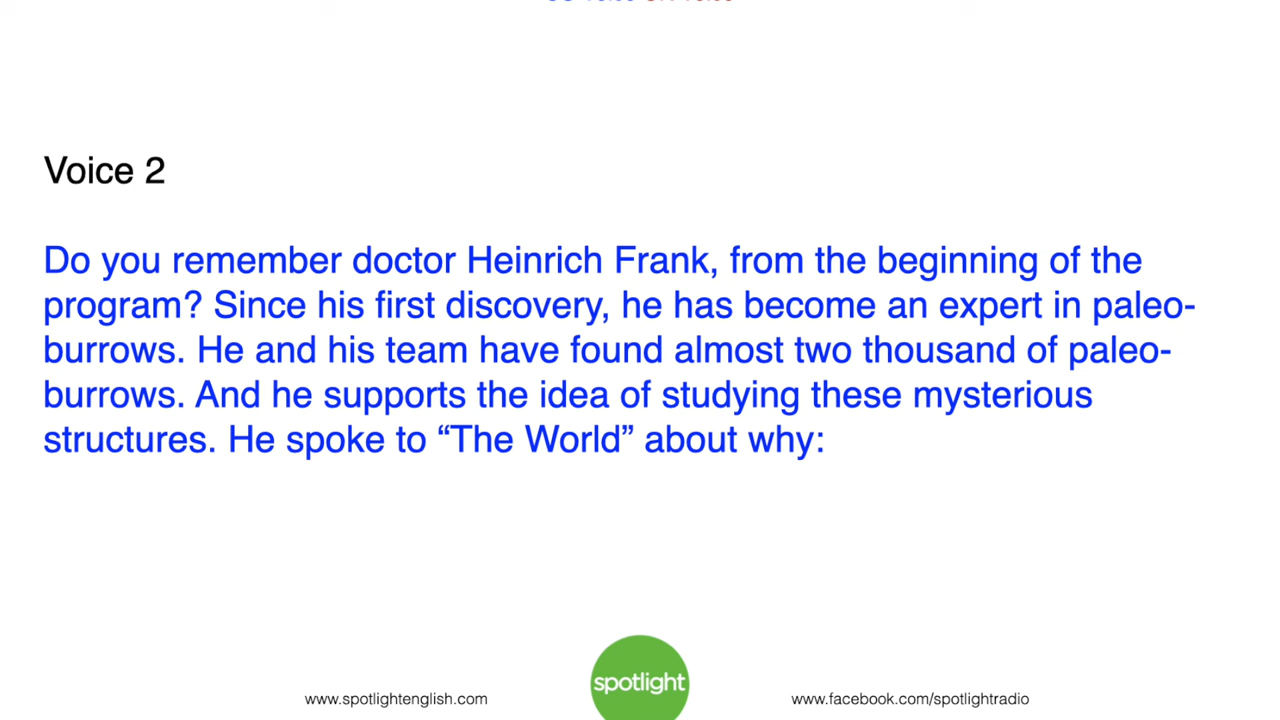 Voice 2
Do you remember doctor Heinrich Frank, from the beginning of the
program? Since his first discovery, he has become an expert in paleo-
burrows. He and his team have found almost two thousand of paleo-
burrows. And he supports the idea of studying these mysterious
structures. He spoke to “The World” about why:
spotlight
www.spotlightenglish.com
www.facebook.com/spotlightradio